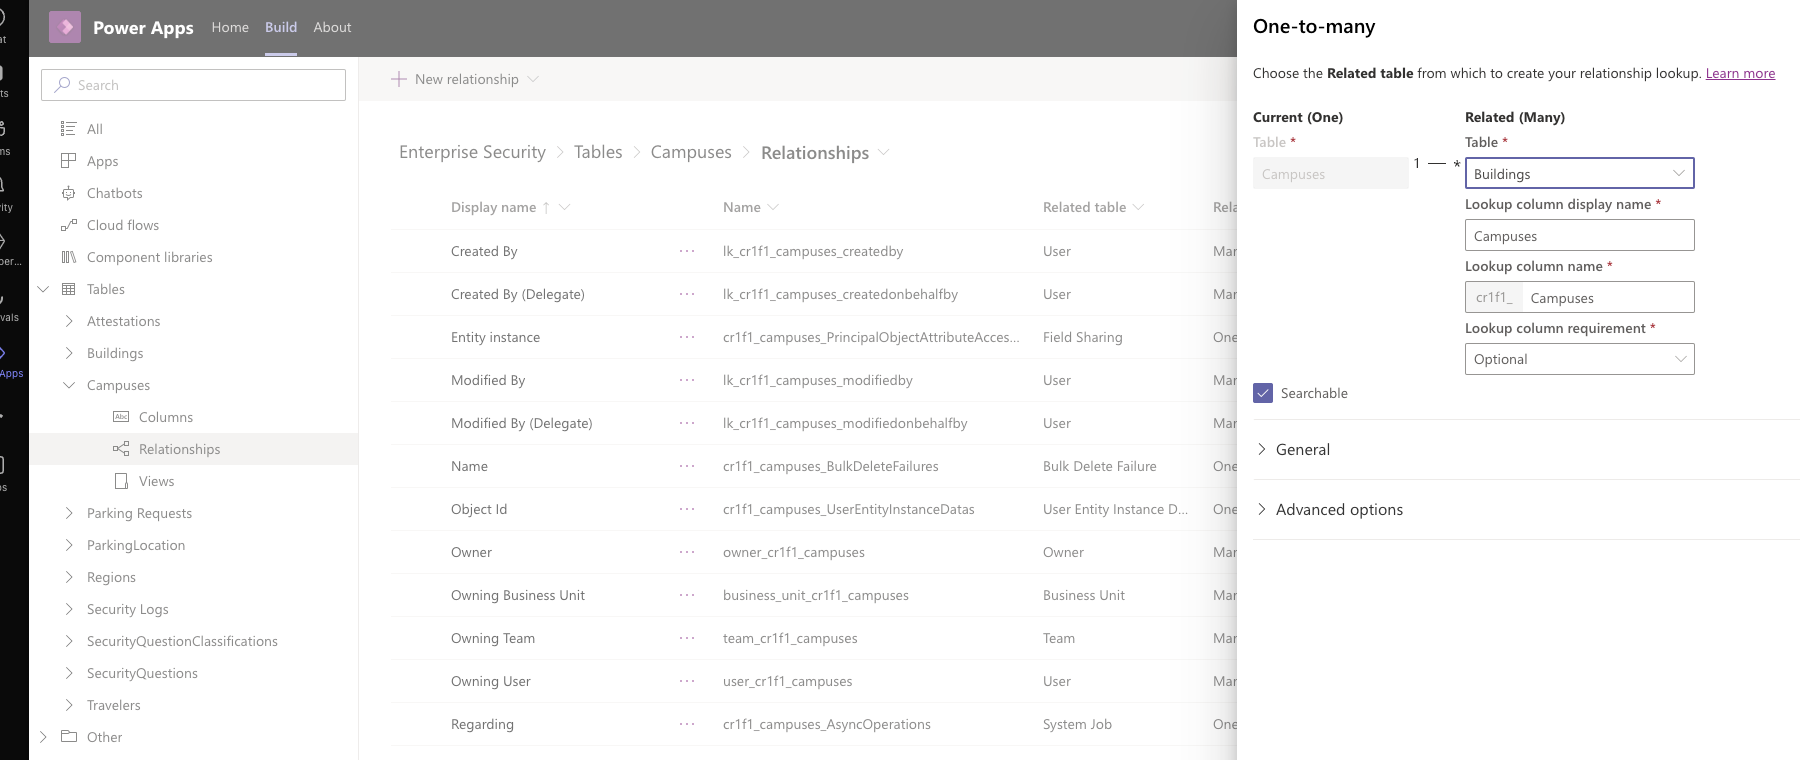 at
ts
ms
ity
per...
vals
Apps
os
Power Apps
Home
Build
About
Search
All
Apps
Chatbots
Cloud flows
Component libraries
Tables
Attestations
Buildings
Campuses
Abc
Columns
Relationships
Views
Parking Requests
ParkingLocation
Regions
Security Logs
SecurityQuestionClassifications
SecurityQuestions
Travelers
Other
New relationship
Enterprise Security > Tables > Campuses > Relationships
Display name ↑ Name Related table Rela
Created By ··· lk_cr1f1_campuses_createdby User Mar
Created By (Delegate) ··· lk_cr1f1_campuses_createdonbehalfby User Mar
Entity instance ··· cr1f1_campuses_PrincipalObjectAttributeAcces... Field Sharing One
Modified By ··· lk_cr1f1_campuses_modifiedby User Mar
Modified By (Delegate) ··· lk_cr1f1_campuses_modifiedonbehalfby User Mar
Name ··· cr1f1_campuses_BulkDeleteFailures Bulk Delete Failure One
Object Id ··· cr1f1_campuses_UserEntityInstanceDatas User Entity Instance D... One
Owner ··· owner_cr1f1_campuses Owner Mar
Owning Business Unit ··· business_unit_cr1f1_campuses Business Unit Mar
Owning Team ··· team_cr1f1_campuses Team Mar
Owning User ··· user_cr1f1_campuses User Mar
Regarding ··· cr1f1_campuses_AsyncOperations System Job One
One-to-many
Choose the Related table from which to create your relationship lookup. Learn more
Current (One)
Table *
Campuses
1 — *
Related (Many)
Table *
Buildings
Lookup column display name *
Campuses
Lookup column name *
cr1f1_ Campuses
Lookup column requirement *
Optional
Searchable
General
Advanced options